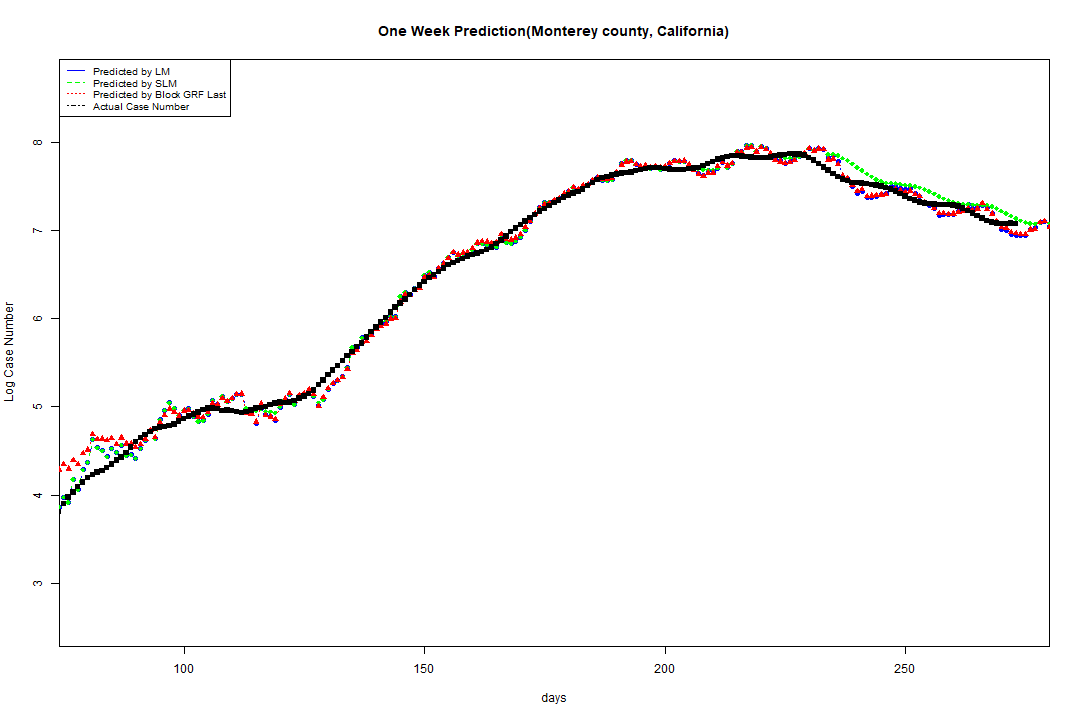 One Week Prediction(Monterey county, California)
Predicted by LM
Predicted by SLM
Predicted by Block GRF Last
Actual Case Number
8
7
6
5
4
3
Log Case Number
100 150 200 250
days